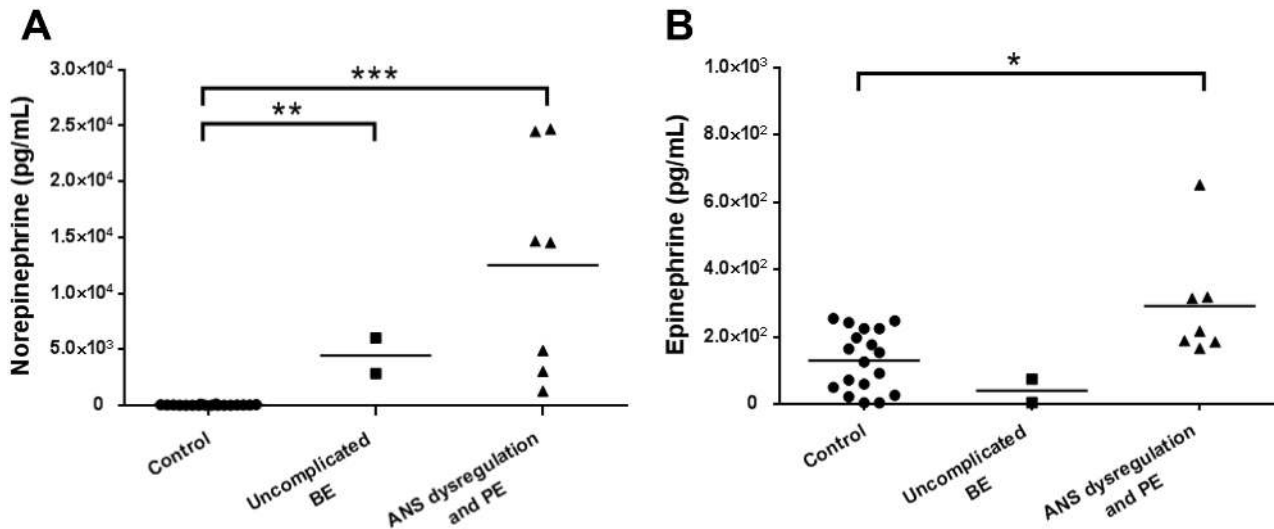 A
Norepinephrine (pg/mL)
3.0×10⁴
2.5×10⁴
2.0×10⁴
1.5×10⁴
1.0×10⁴
5.0×10³
0
***
**
Control
Uncomplicated
BE
ANS dysregulation
and PE
B
Epinephrine (pg/mL)
1.0×10³
8.0×10²
6.0×10²
4.0×10²
2.0×10²
0
*
Control
Uncomplicated
BE
ANS dysregulation
and PE